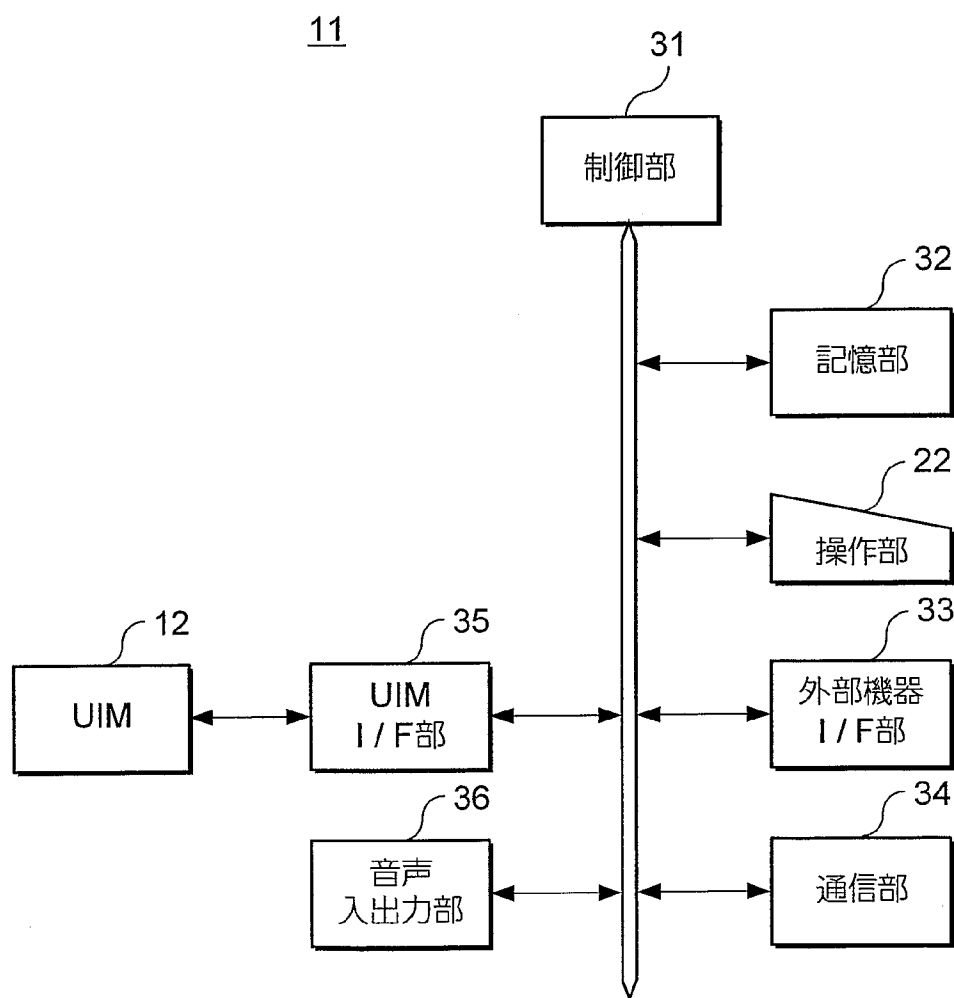 11
31
制御部
32
記憶部
22
操作部
12
UIM
35
UIM
I/F部
33
外部機器
I/F部
36
音声
入出力部
34
通信部